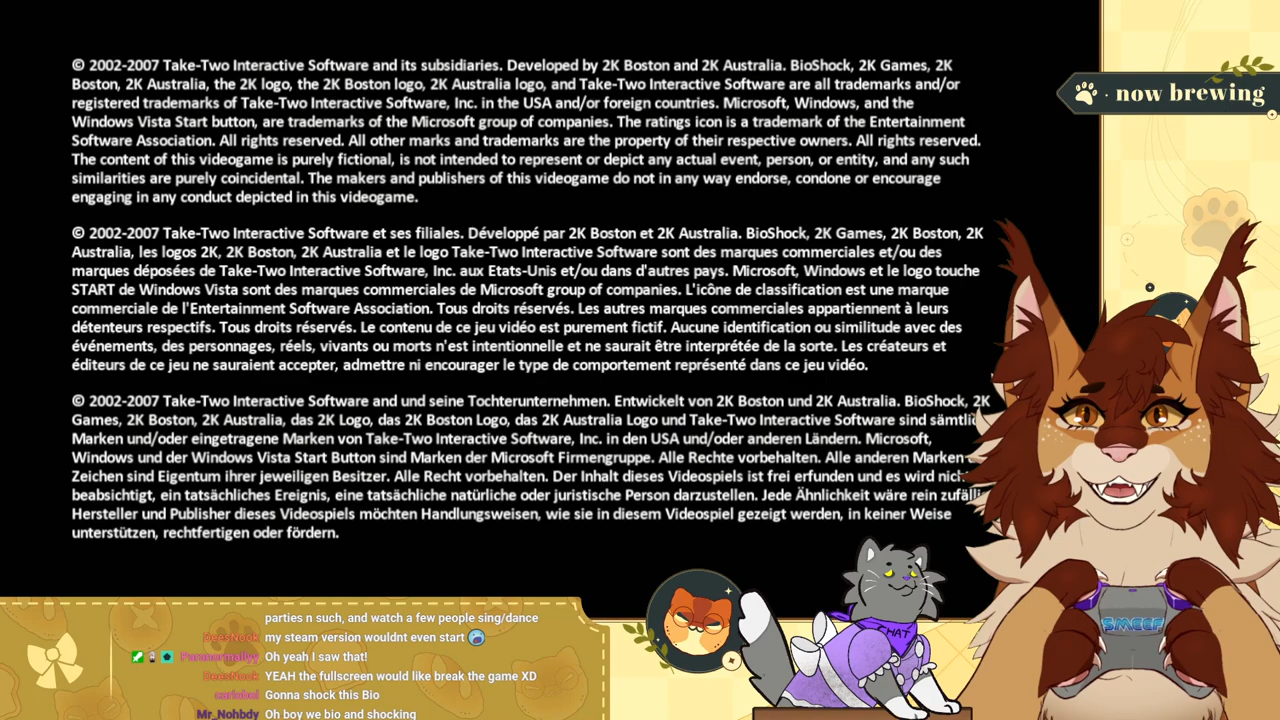 © 2002-2007 Take-Two Interactive Software and its subsidiaries. Developed by 2K Boston and 2K Australia. BioShock, 2K Games, 2K
Boston, 2K Australia, the 2K logo, the 2K Boston logo, 2K Australia logo, and Take-Two Interactive Software are all trademarks and/or
registered trademarks of Take-Two Interactive Software, Inc. in the USA and/or foreign countries. Microsoft, Windows, and the
Windows Vista Start button, are trademarks of the Microsoft group of companies. The ratings icon is a trademark of the Entertainment
Software Association. All rights reserved. All other marks and trademarks are the property of their respective owners. All rights reserved.
The content of this videogame is purely fictional, is not intended to represent or depict any actual event, person, or entity, and any such
similarities are purely coincidental. The makers and publishers of this videogame do not in any way endorse, condone or encourage
engaging in any conduct depicted in this videogame.
© 2002-2007 Take-Two Interactive Software et ses filiales. Développé par 2K Boston et 2K Australia. BioShock, 2K Games, 2K Boston, 2K
Australia, les logos 2K, 2K Boston, 2K Australia et le logo Take-Two Interactive Software sont des marques commerciales et/ou des
marques déposées de Take-Two Interactive Software, Inc. aux Etats-Unis et/ou dans d'autres pays. Microsoft, Windows et le logo touche
START de Windows Vista sont des marques commerciales de Microsoft group of companies. L'icône de classification est une marque
commerciale de l'Entertainment Software Association. Tous droits réservés. Les autres marques commerciales appartiennent à leurs
détenteurs respectifs. Tous droits réservés. Le contenu de ce jeu vidéo est purement fictif. Aucune identification ou similitude avec des
événements, des personnages, réels, vivants ou morts n'est intentionnelle et ne saurait être interprétée de la sorte. Les créateurs et
éditeurs de ce jeu ne sauraient accepter, admettre ni encourager le type de comportement représenté dans ce jeu vidéo.
© 2002-2007 Take-Two Interactive Software and und seine Tochterunternehmen. Entwickelt von 2K Boston und 2K Australia. BioShock, 2K
Games, 2K Boston, 2K Australia, das 2K Logo, das 2K Boston Logo, das 2K Australia Logo und Take-Two Interactive Software sind
Marken und/oder eingetragene Marken von Take-Two Interactive Software, Inc. in den USA und/oder anderen Ländern. Microsoft,
Windows und der Windows Vista Start Button sind Marken der Microsoft Firmengruppe. Alle Rechte vorbehalten. Alle anderen Marken
Zeichen sind Eigentum ihrer jeweiligen Besitzer. Alle Recht vorbehalten. Der Inhalt dieses Videospiels ist frei erfunden und es wird
beabsichtigt, ein tatsächliches Ereignis, eine tatsächliche natürliche oder juristische Person darzustellen. Jede Ähnlichkeit wäre rein
Hersteller und Publisher dieses Videospiels möchten Handlungsweisen, wie sie in diesem Videospiel gezeigt werden, in keiner Weise
unterstützen, rechtfertigen oder fördern.
· now brewing
parties n such, and watch a few people sing/dance
DeesNook my steam version wouldnt even start
Paranormallyy Oh yeah I saw that!
DeesNook YEAH the fullscreen would like break the game XD
Gonna shock this Bio
Mr_Nohbdy Oh boy we bio and shocking
CHAT
SMEEF